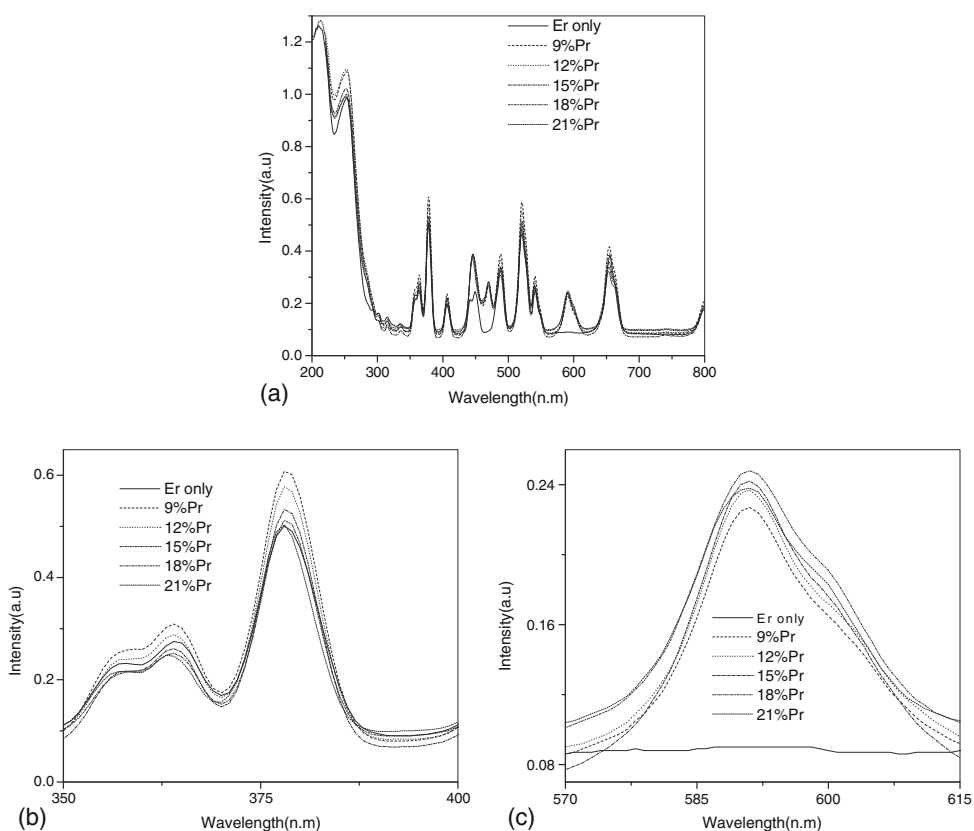 Er only
9%Pr
12%Pr
15%Pr
18%Pr
21%Pr
1.2
1.0
0.8
0.6
0.4
0.2
0.0
Intensity(a.u)
200 300 400 500 600 700 800
Wavelength(n.m)
(a)
Er only
9%Pr
12%Pr
15%Pr
18%Pr
21%Pr
0.6
0.4
0.2
0.0
Intensity(a.u)
350 375 400
Wavelength(n.m)
(b)
0.24
0.16
0.08
Intensity(a.u)
Er only
9%Pr
12%Pr
15%Pr
18%Pr
21%Pr
570 585 600 615
Wavelength(n.m)
(c)